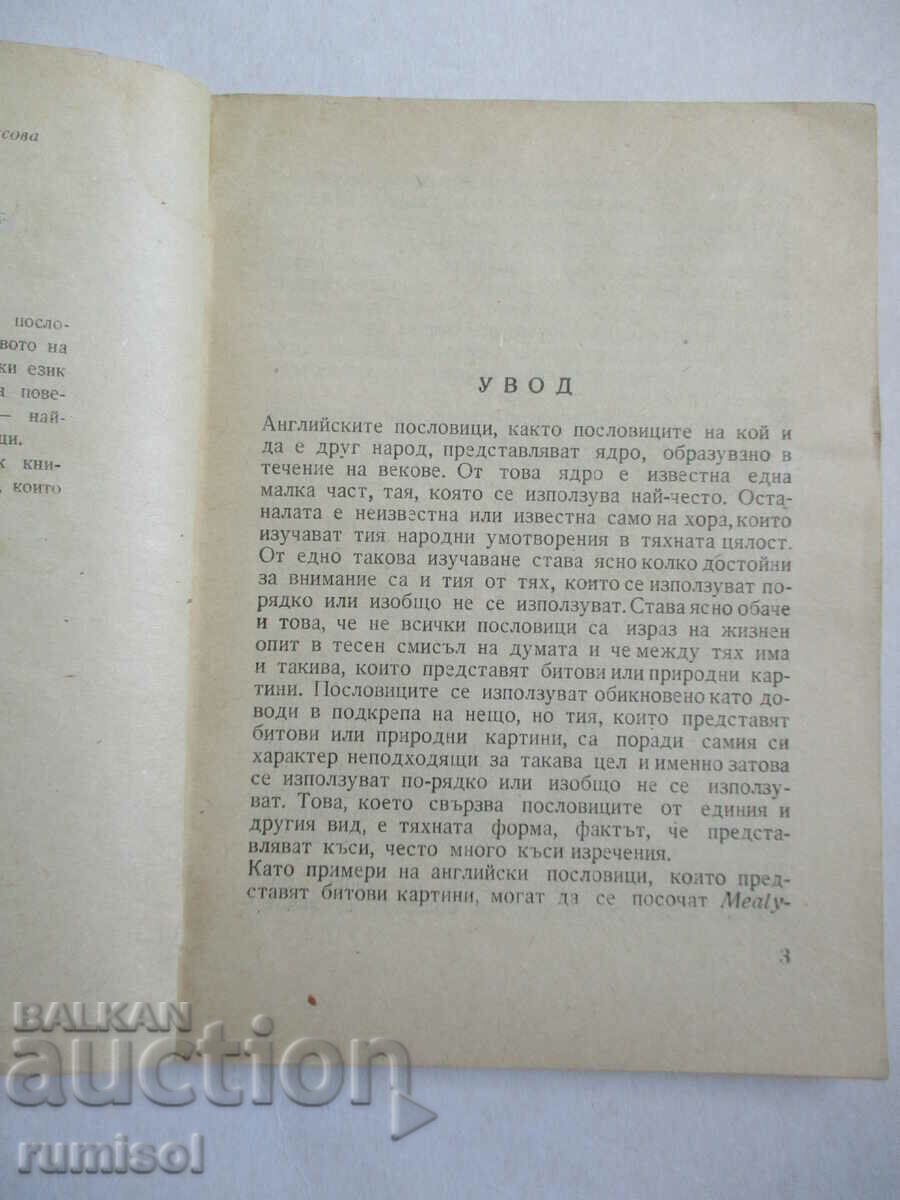 сова
посло-
вото на
ки език
пове-
— най-
ци.
к кни-
, които
УВОД
Английските пословици, както пословиците на кой и
да е друг народ, представляват ядро, образувано в
течение на векове. От това ядро е известна една
малка част, тая, която се използува най-често. Оста-
налата е неизвестна или известна само на хора, които
изучават тия народни умотворения в тяхната цялост.
От едно такова изучаване става ясно колко достойни
за внимание са и тия от тях, които се използуват по-
рядко или изобщо не се използуват. Става ясно обаче
и това, че не всички пословици са израз на жизнен
опит в тесен смисъл на думата и че между тях има
и такива, които представят битови или природни кар-
тини. Пословиците се използуват обикновено като до-
води в подкрепа на нещо, но тия, които представят
битови или природни картини, са поради самия си
характер неподходящи за такава цел и именно затова
се използуват по-рядко или изобщо не се използу-
ват. Това, което свързва пословиците от единия и
другия вид, е тяхната форма, фактът, че предста-
вляват къси, често много къси изречения.
Като примери на английски пословици, които пред-
ставят битови картини, могат да се посочат Mealy-
3
BALKAN
auction
rumisol